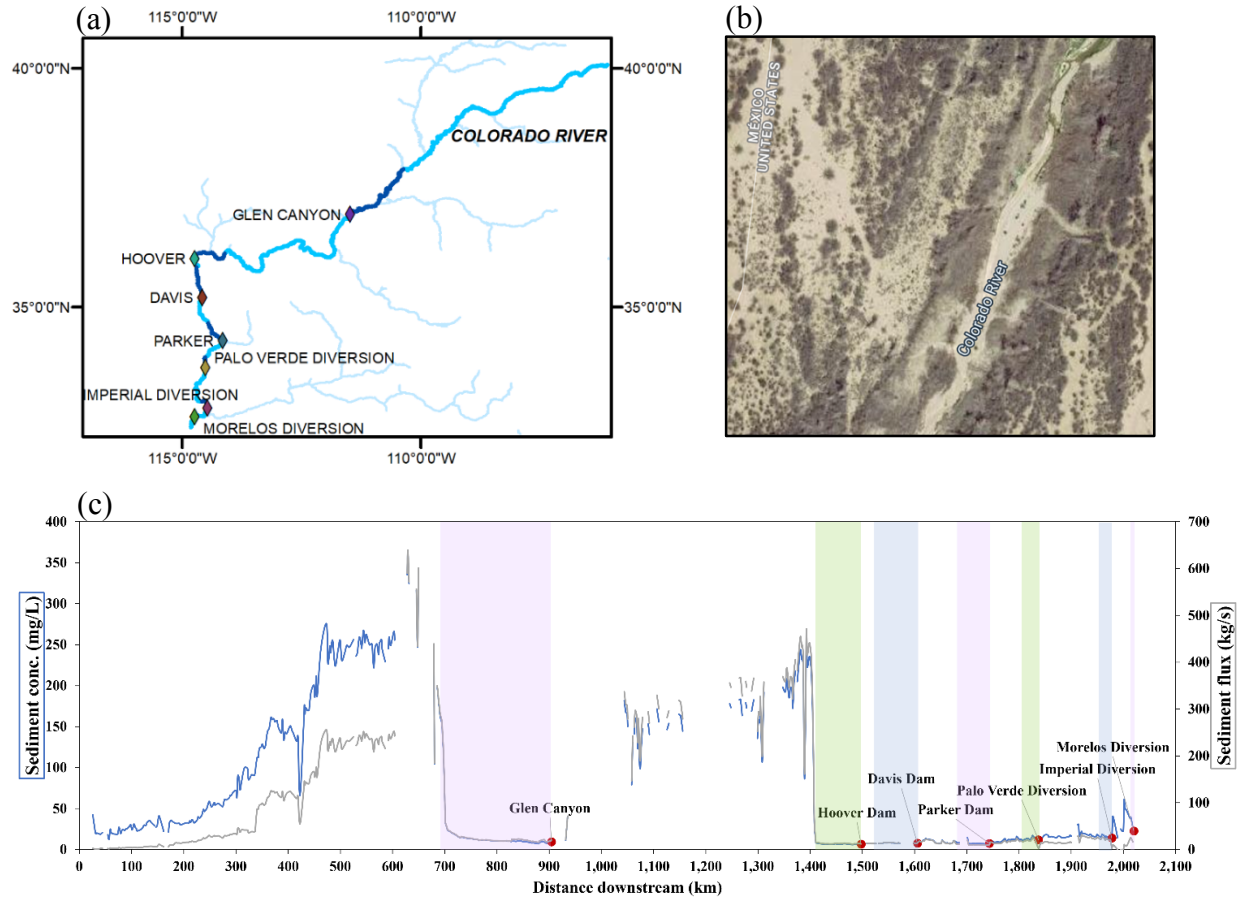 (a)
115°0'0"W 110°0'0"W
40°0'0"N 40°0'0"N
COLORADO RIVER
GLEN CANYON
HOOVER
DAVIS
35°0'0"N 35°0'0"N
PARKER
PALO VERDE DIVERSION
IMPERIAL DIVERSION
MORELOS DIVERSION
115°0'0"W 110°0'0"W
(b)
MÉXICO
UNITED STATES
Colorado River
(c)
400 700
350 600
300 500
250 400
200 300
150 200
100 100
50
0 0
Sediment conc. (mg/L)
Sediment flux (kg/s)
Glen Canyon
Hoover Dam
Davis Dam
Parker Dam
Palo Verde Diversion
Imperial Diversion
Morelos Diversion
0 100 200 300 400 500 600 700 800 900 1,000 1,100 1,200 1,300 1,400 1,500 1,600 1,700 1,800 1,900 2,000 2,100
Distance downstream (km)